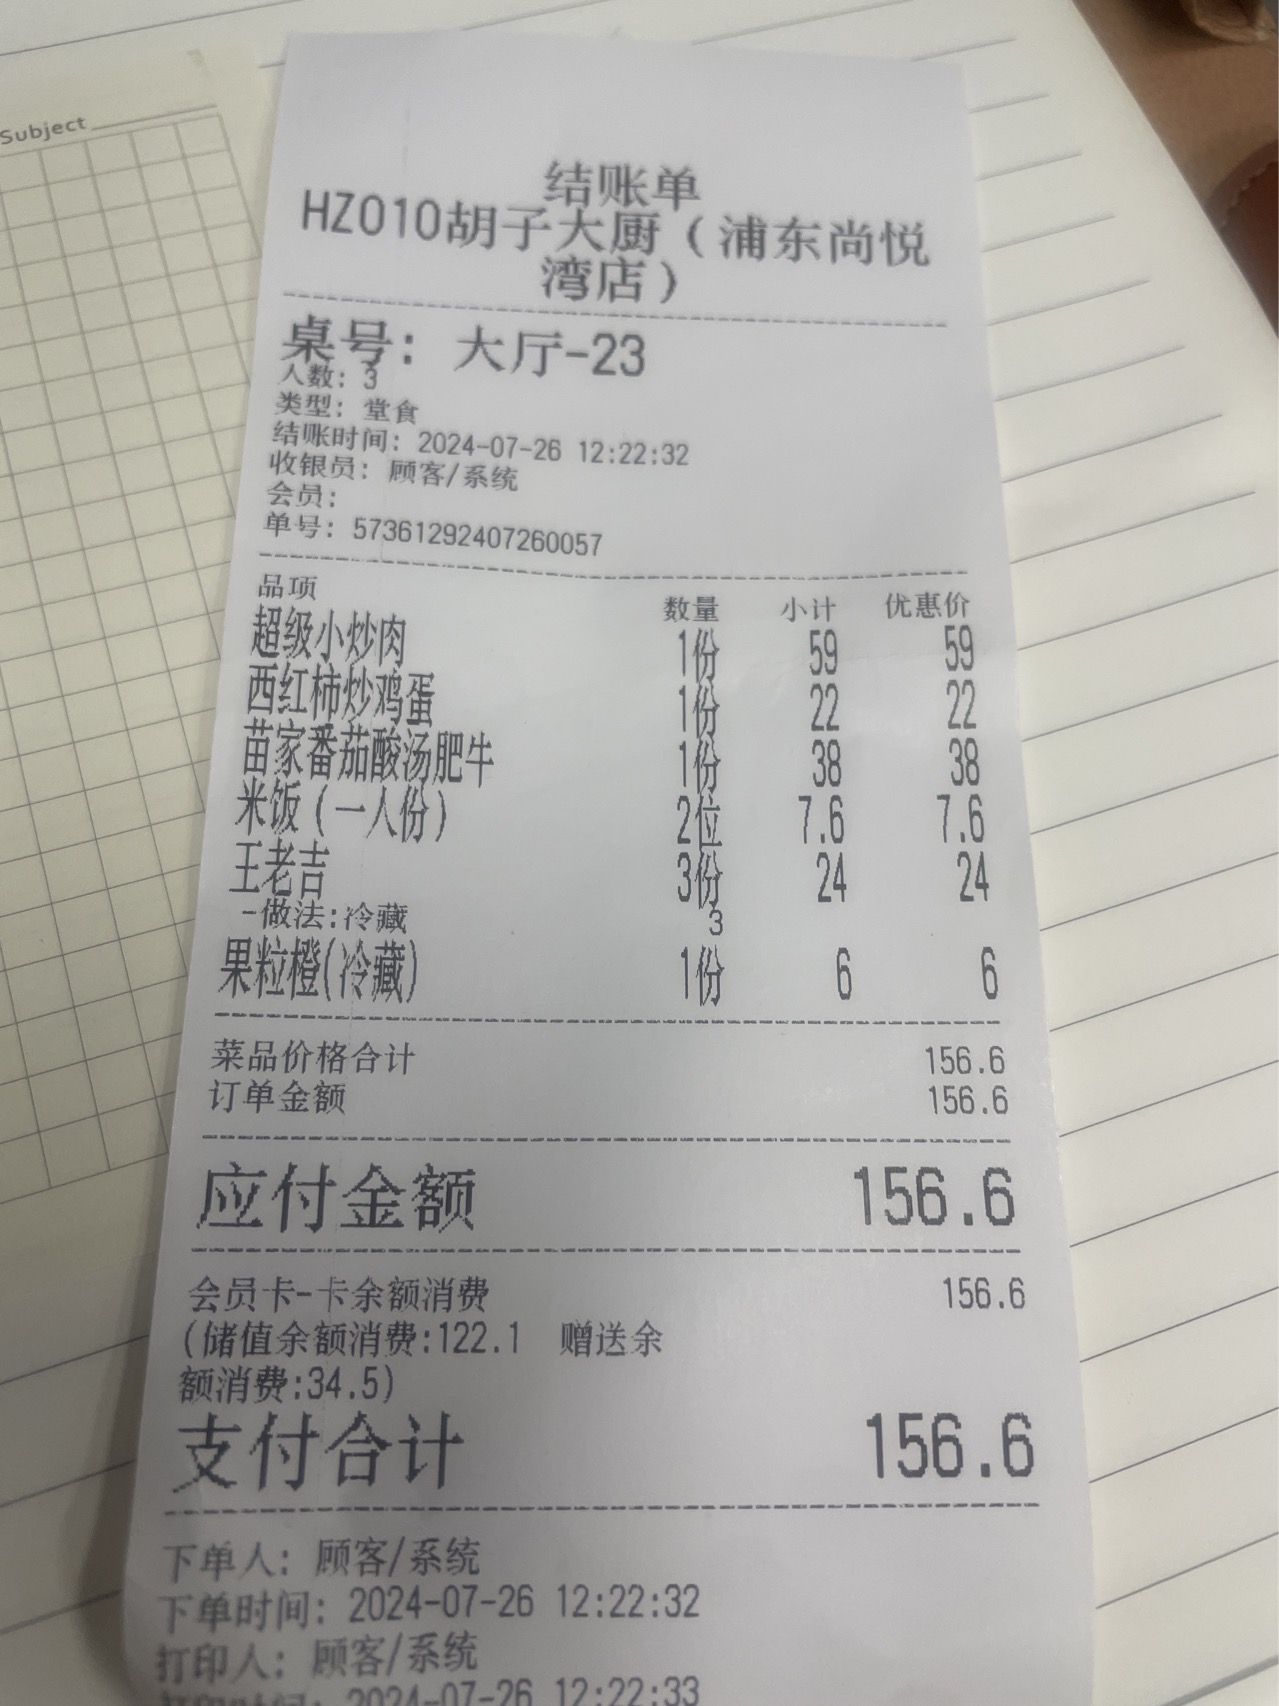 Subject
结账单
HZ010胡子大厨（浦东尚悦
湾店）
桌号：大厅-23
人数：3
类型：堂食
结账时间：2024-07-26 12:22:32
收银员：顾客/系统
会员：
单号：57361292407260057
品项 数量 小计 优惠价
超级小炒肉 1份 59 59
西红柿炒鸡蛋 1份 22 22
苗家番茄酸汤肥牛 1份 38 38
米饭（一人份） 2位 7.6 7.6
王老吉 3份 24 24
-做法:冷藏 3
果粒橙(冷藏) 1份 6 6
菜品价格合计 156.6
订单金额 156.6
应付金额 156.6
会员卡-卡余额消费 156.6
(储值余额消费:122.1 赠送余
额消费:34.5)
支付合计 156.6
下单人：顾客/系统
下单时间：2024-07-26 12:22:32
打印人：顾客/系统
打印时间：2024-07-26 12:22:33